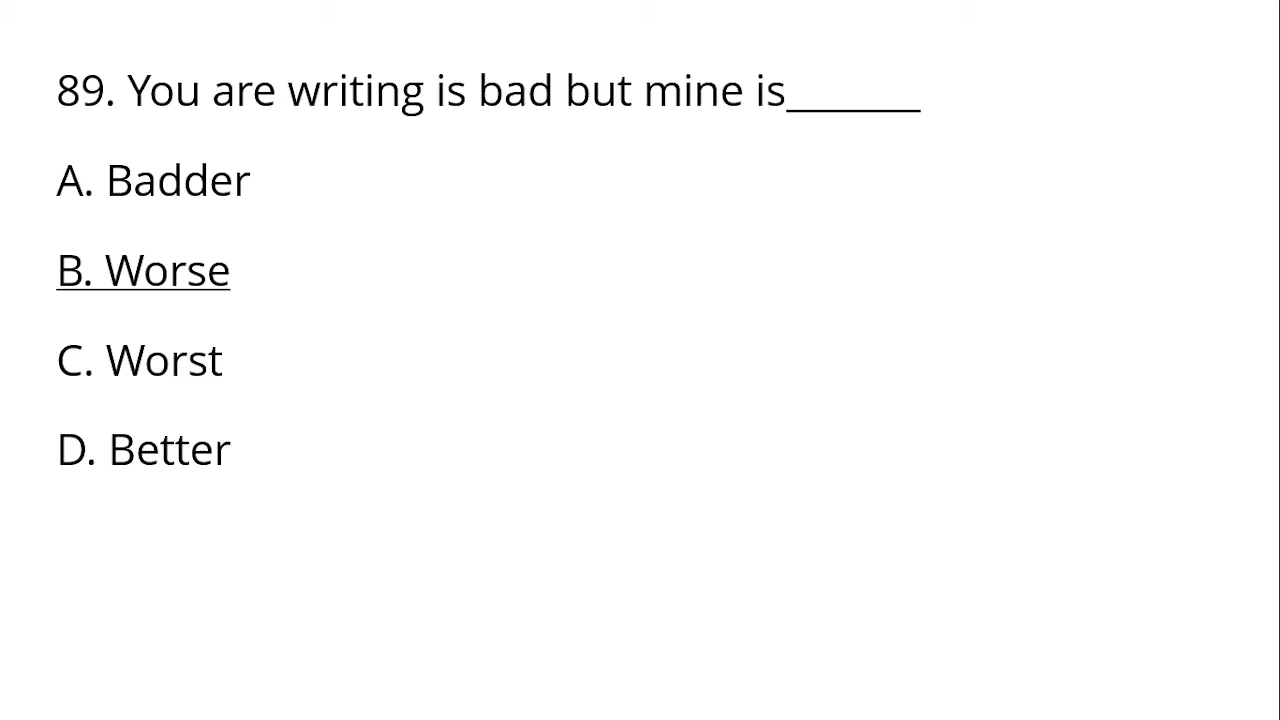 89. You are writing is bad but mine is_______
A. Badder
B. Worse
C. Worst
D. Better